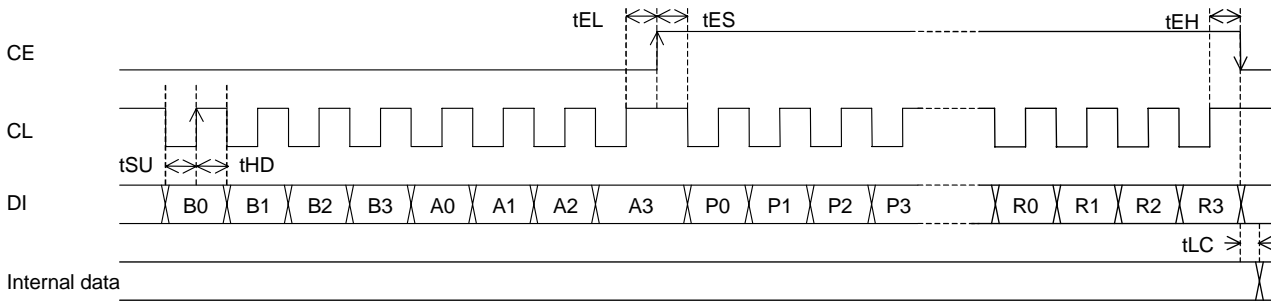 tEL tES tEH
CE
CL
tSU tHD
DI B0 B1 B2 B3 A0 A1 A2 A3 P0 P1 P2 P3 R0 R1 R2 R3
tLC
Internal data